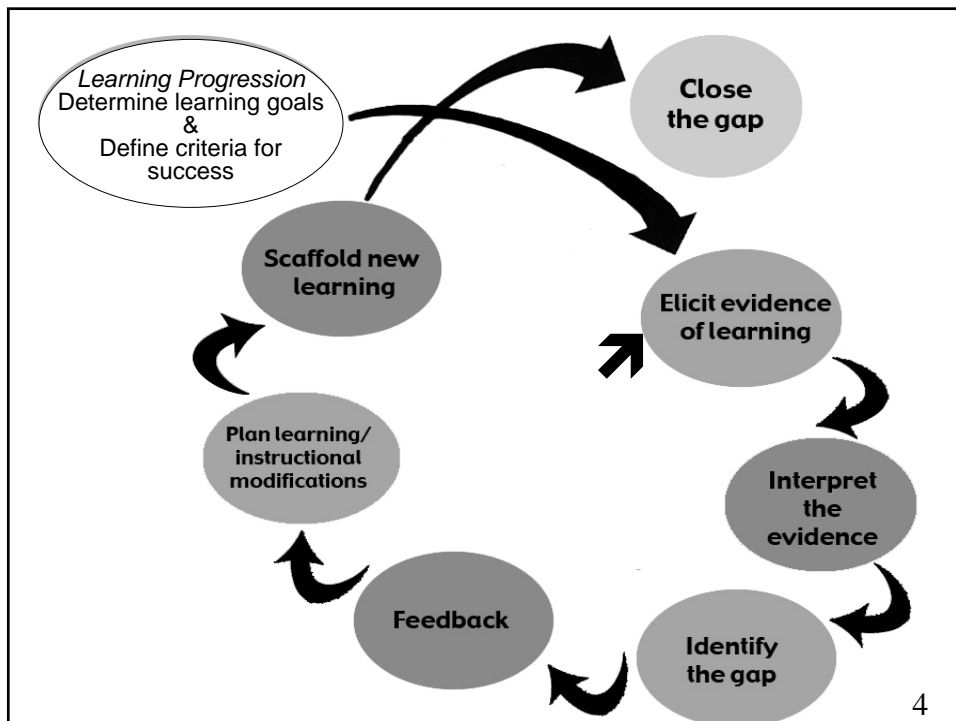 Learning Progression
Determine learning goals
&
Define criteria for
success
Close
the gap
Scaffold new
learning
Elicit evidence
of learning
Plan learning/
instructional
modifications
Interpret
the
evidence
Feedback
Identify
the gap
4